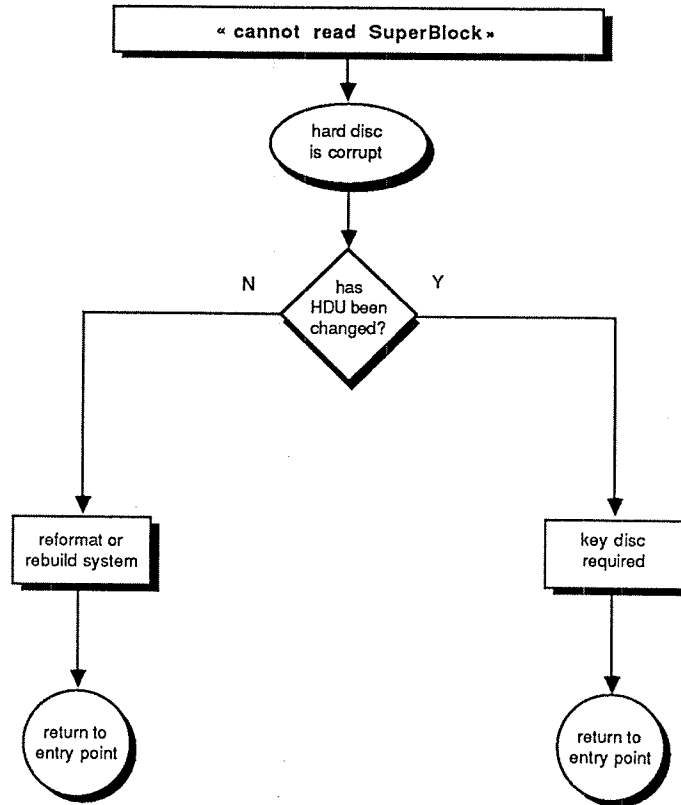 « cannot read SuperBlock»
hard disc
is corrupt
N
Y
has
HDU been
changed?
reformat or
rebuild system
key disc
required
return to
entry point
return to
entry point